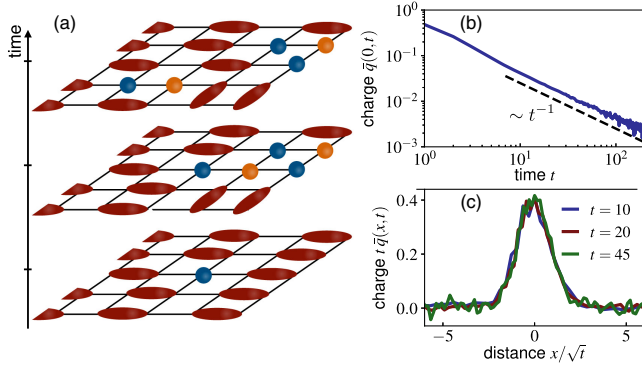 time
(a)
(b)
charge q̄(0, t)
10⁰
10⁻¹
10⁻²
10⁻³
∼ t⁻¹
10⁰
10¹
10²
time t
(c)
charge t q̄(x, t)
0.4
0.2
0.0
t = 10
t = 20
t = 45
−5
0
5
distance x/√t